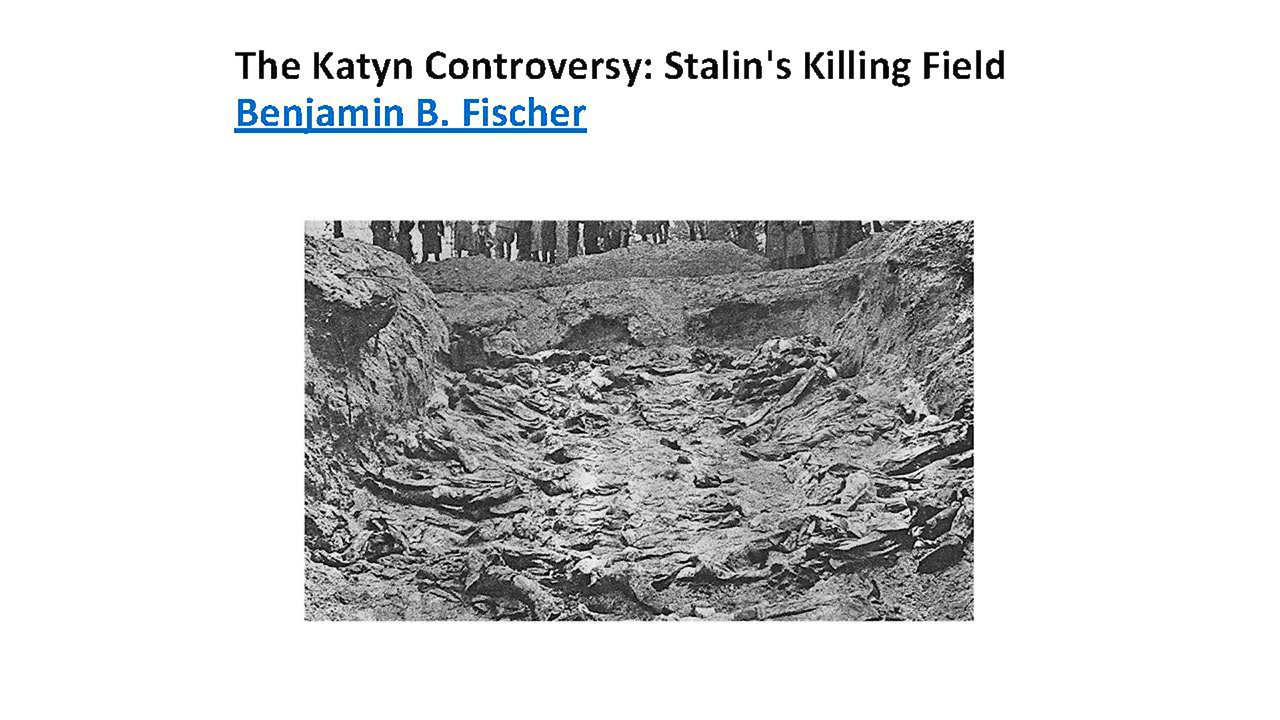 The Katyn Controversy: Stalin's Killing Field
Benjamin B. Fischer